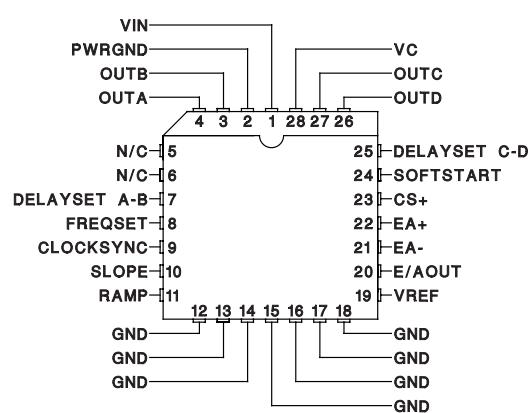 VIN
PWRGND VC
OUTB OUTC
OUTA OUTD
4 3 2 1 28 27 26
N/C 5 25 DELAYSET C-D
N/C 6 24 SOFTSTART
DELAYSET A-B 7 23 CS+
FREQSET 8 22 EA+
CLOCKSYNC 9 21 EA-
SLOPE 10 20 E/AOUT
RAMP 11 19 VREF
12 13 14 15 16 17 18
GND GND
GND GND
GND GND
GND